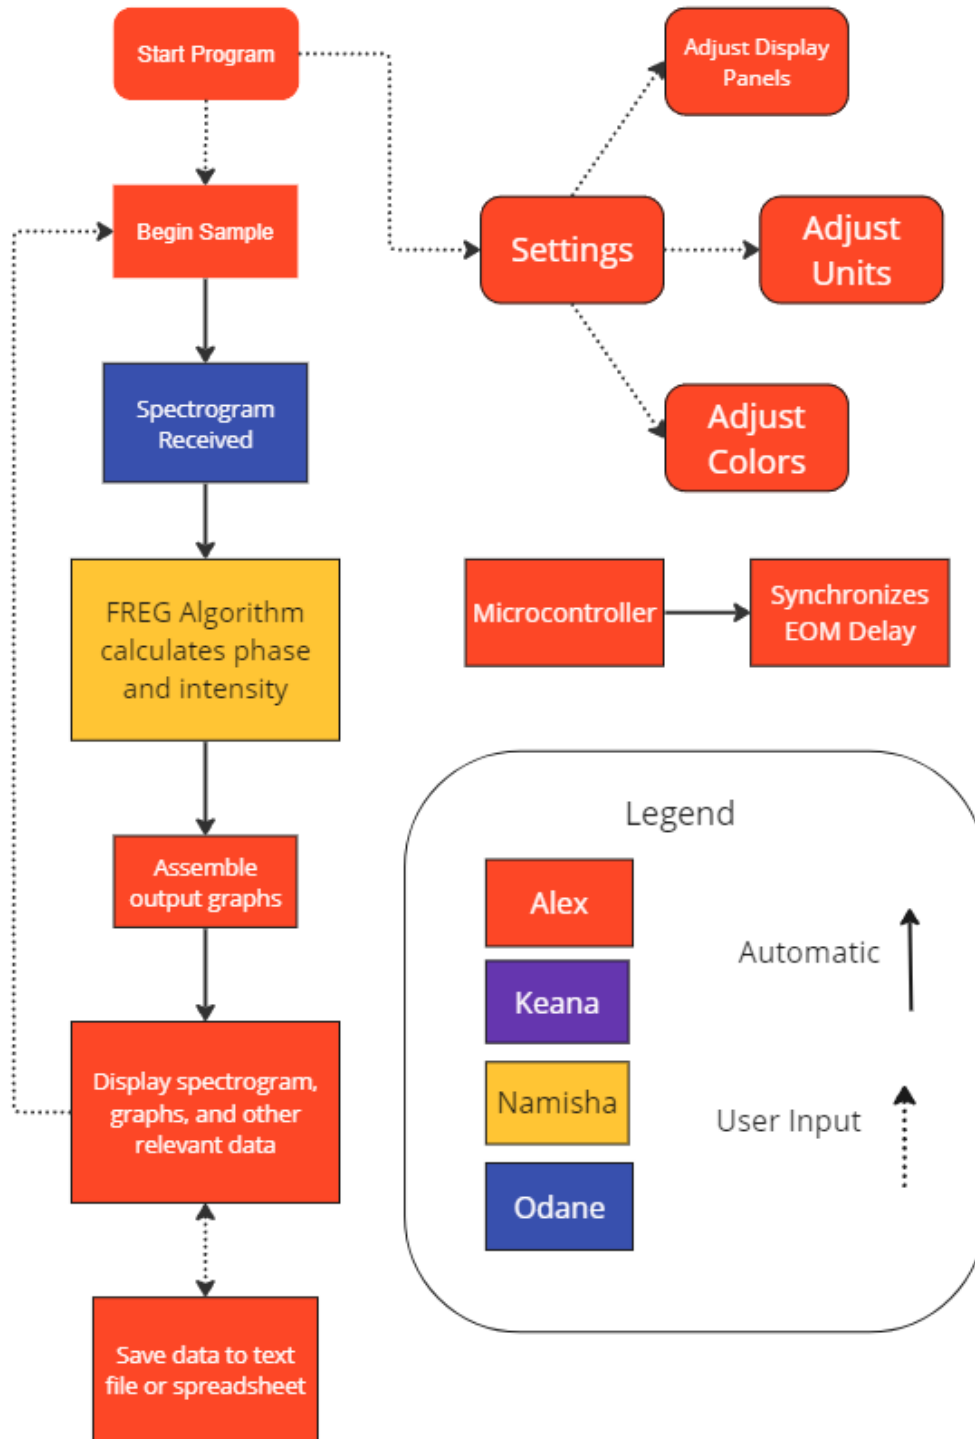 Start Program
Adjust Display
Panels
Begin Sample
Settings
Adjust
Units
Spectrogram
Received
Adjust
Colors
FREG Algorithm
calculates phase
and intensity
Microcontroller
Synchronizes
EOM Delay
Assemble
output graphs
Display spectrogram,
graphs, and other
relevant data
Save data to text
file or spreadsheet
Legend
Alex
Keana
Namisha
Odane
Automatic
User Input